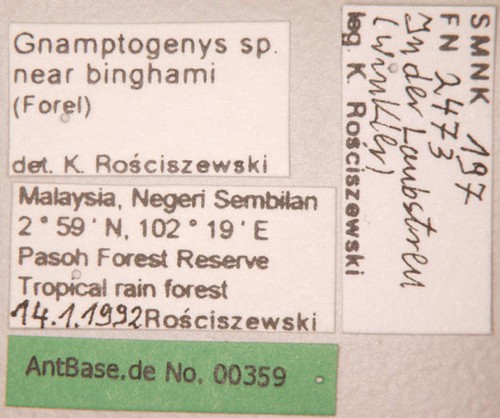 Gnamptogenys sp.
near binghami
(Forel)
det. K. Rościszewski
Malaysia, Negeri Sembilan
2° 59' N, 102° 19' E
Pasoh Forest Reserve
Tropical rain forest
14.1.1992 Rościszewski
AntBase.de No. 00359
SMNK 197
FN 2473
In der Laubstreu
(Winkler)
leg. K. Rościszewski